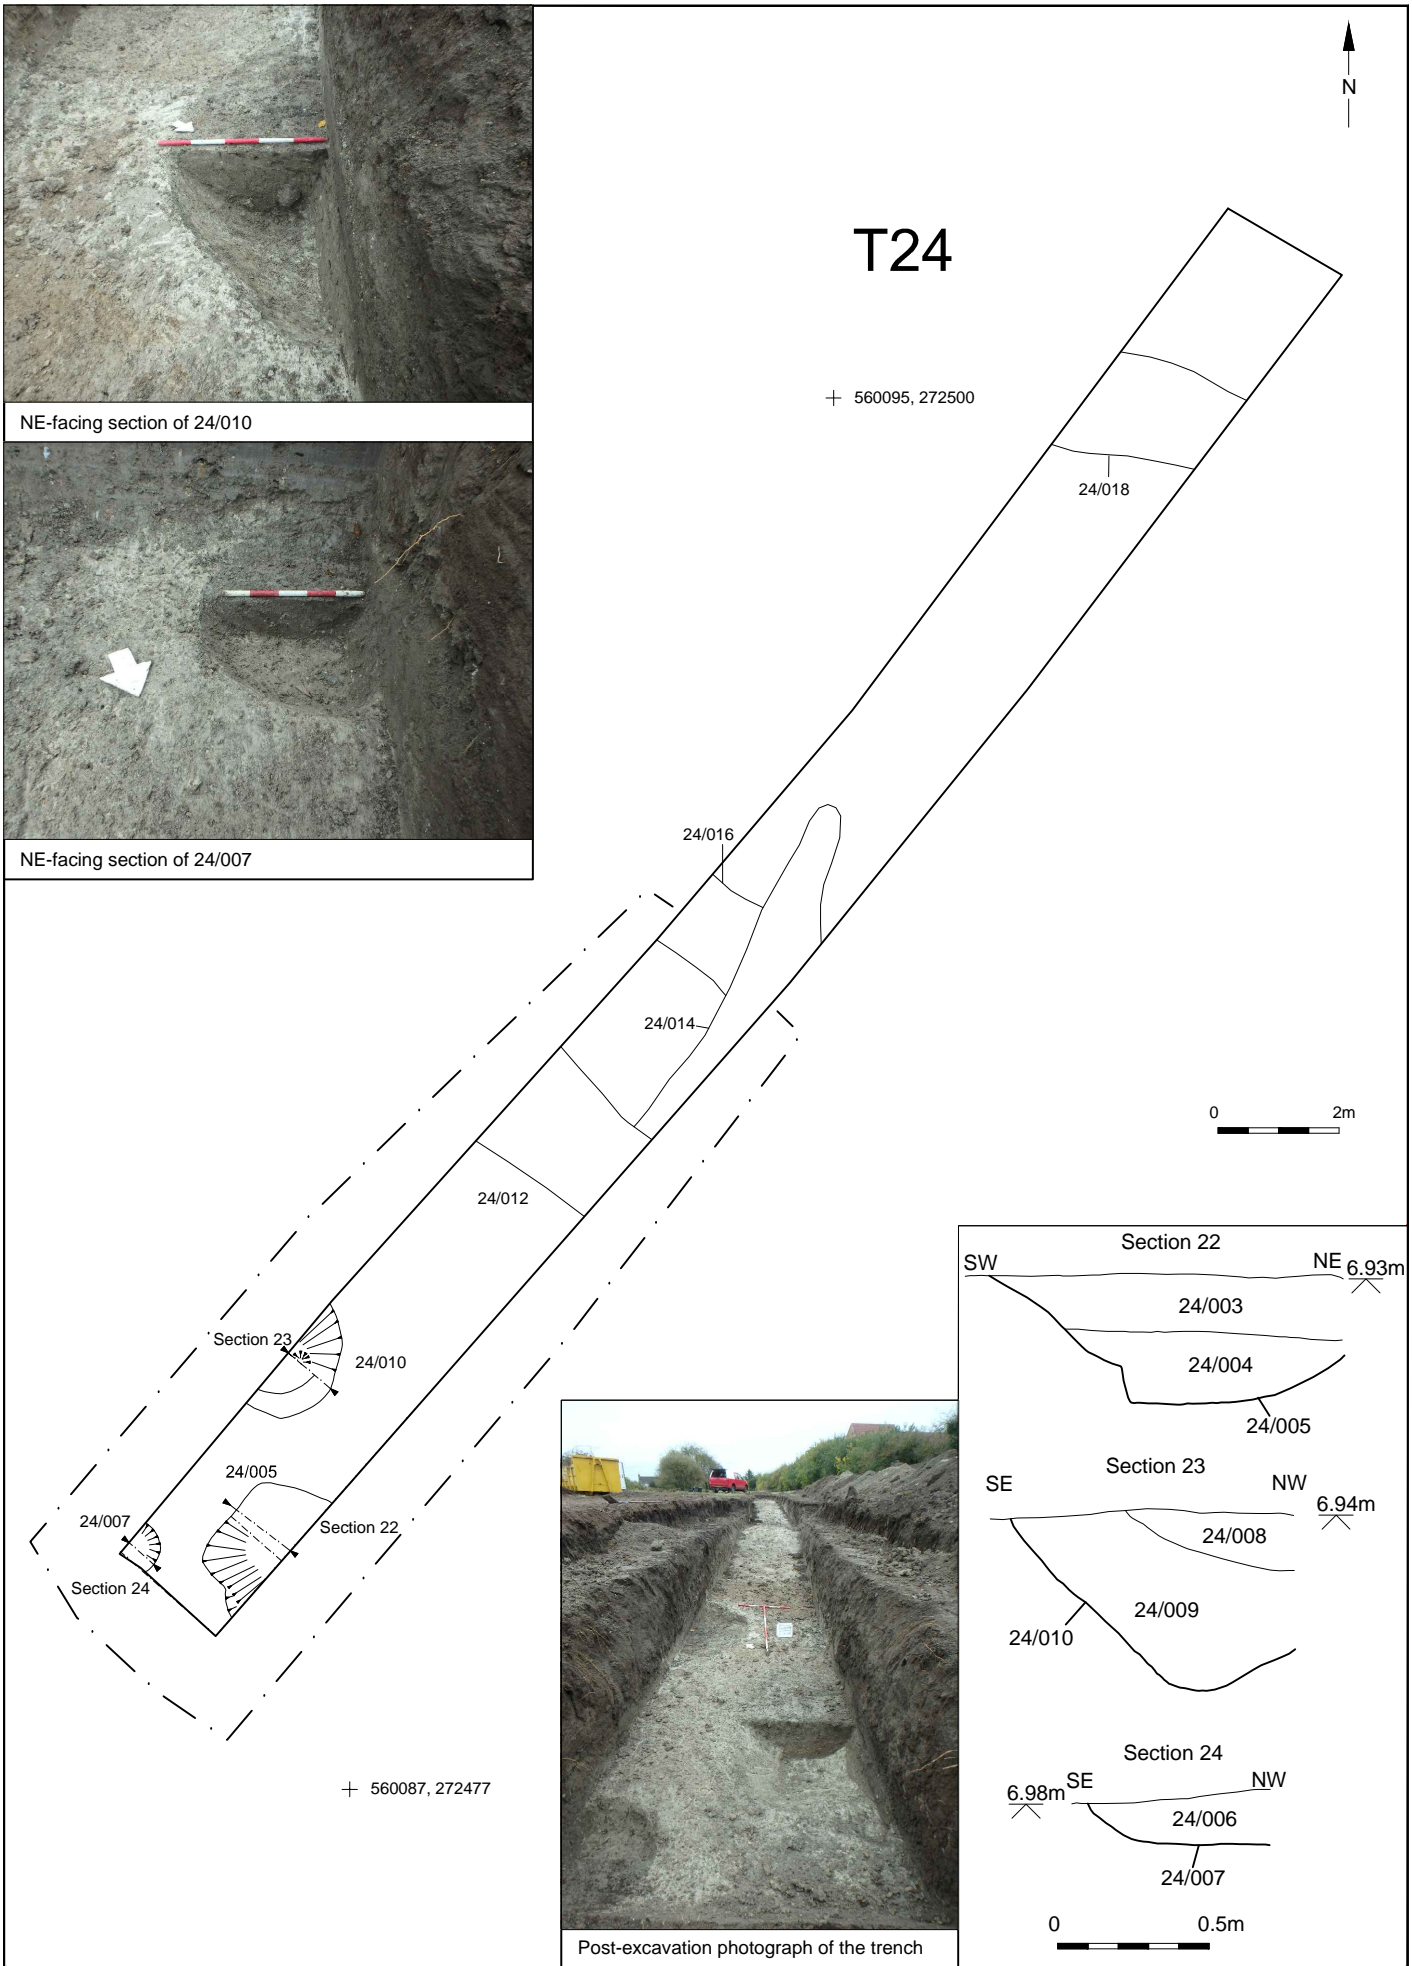 N
T24
560095, 272500
NE-facing section of 24/010
24/018
24/016
NE-facing section of 24/007
24/014
0 2m
24/012
Section 22
SW NE 6.93m
24/003
24/004
24/005
Section 23
24/010
Section 23
SE NW 6.94m
24/008
24/009
24/010
24/005
24/007
Section 22
Section 24
Section 24
6.98m SE NW
24/006
24/007
560087, 272477
0 0.5m
Post-excavation photograph of the trench